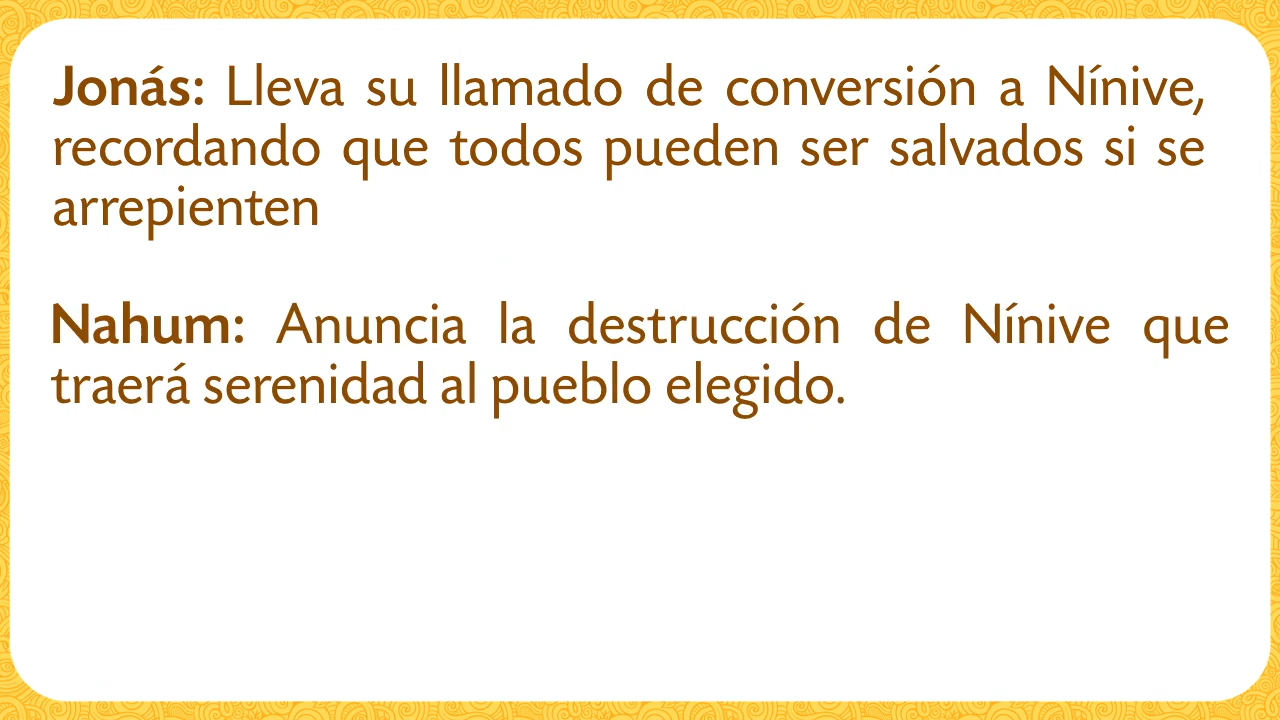 Jonás: Lleva su llamado de conversión a Nínive,
recordando que todos pueden ser salvados si se
arrepienten
Nahum: Anuncia la destrucción de Nínive que
traerá serenidad al pueblo elegido.